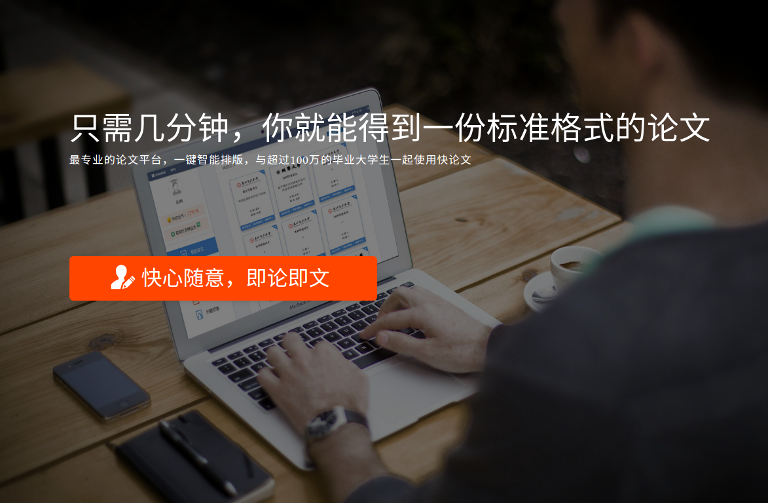 只需几分钟，你就能得到一份标准格式的论文
最专业的论文平台，一键智能排版，与超过100万的毕业大学生一起使用快论文
快心随意，即论即文